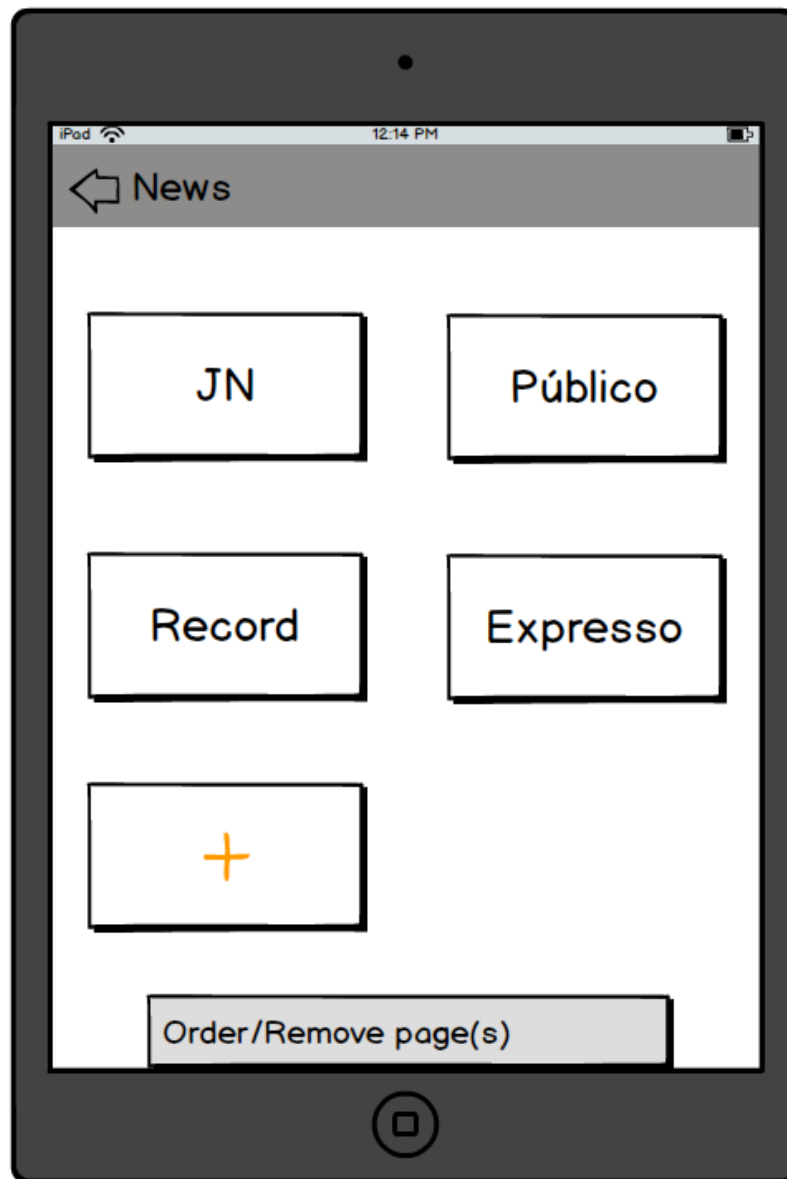 iPad 12:14 PM
News
JN Público
Record Expresso
+
Order/Remove page(s)